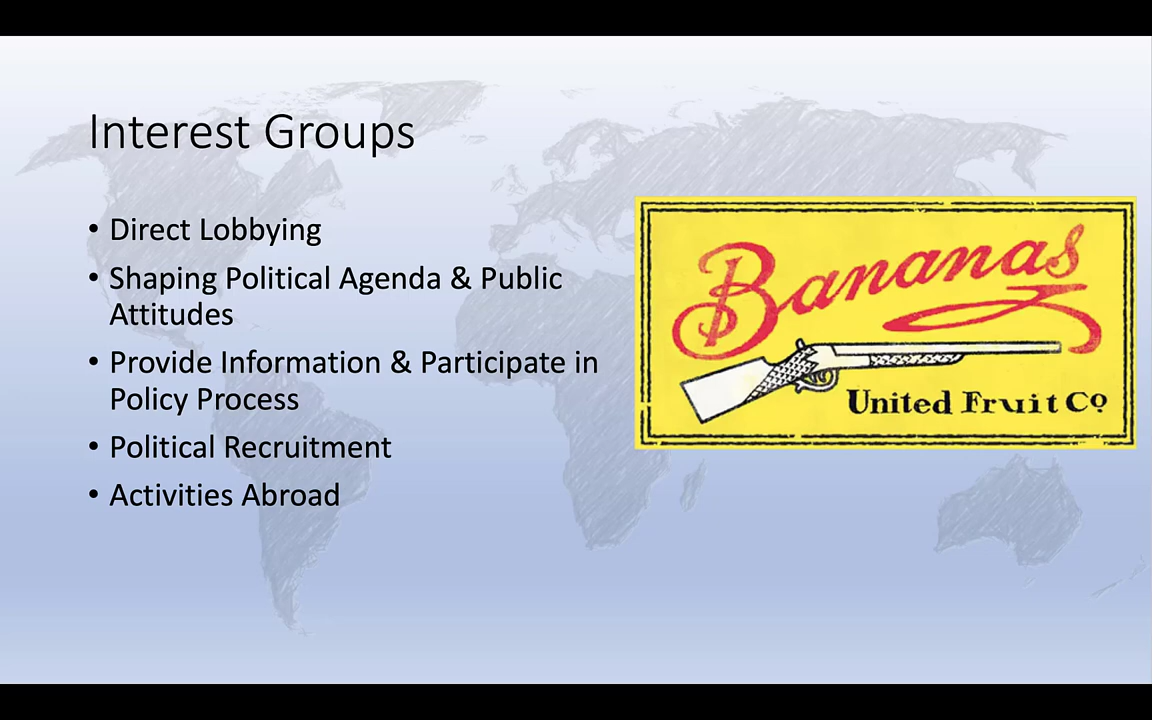 Interest Groups
• Direct Lobbying
• Shaping Political Agenda & Public
Attitudes
• Provide Information & Participate in
Policy Process
• Political Recruitment
• Activities Abroad
Bananas
United Fruit Co